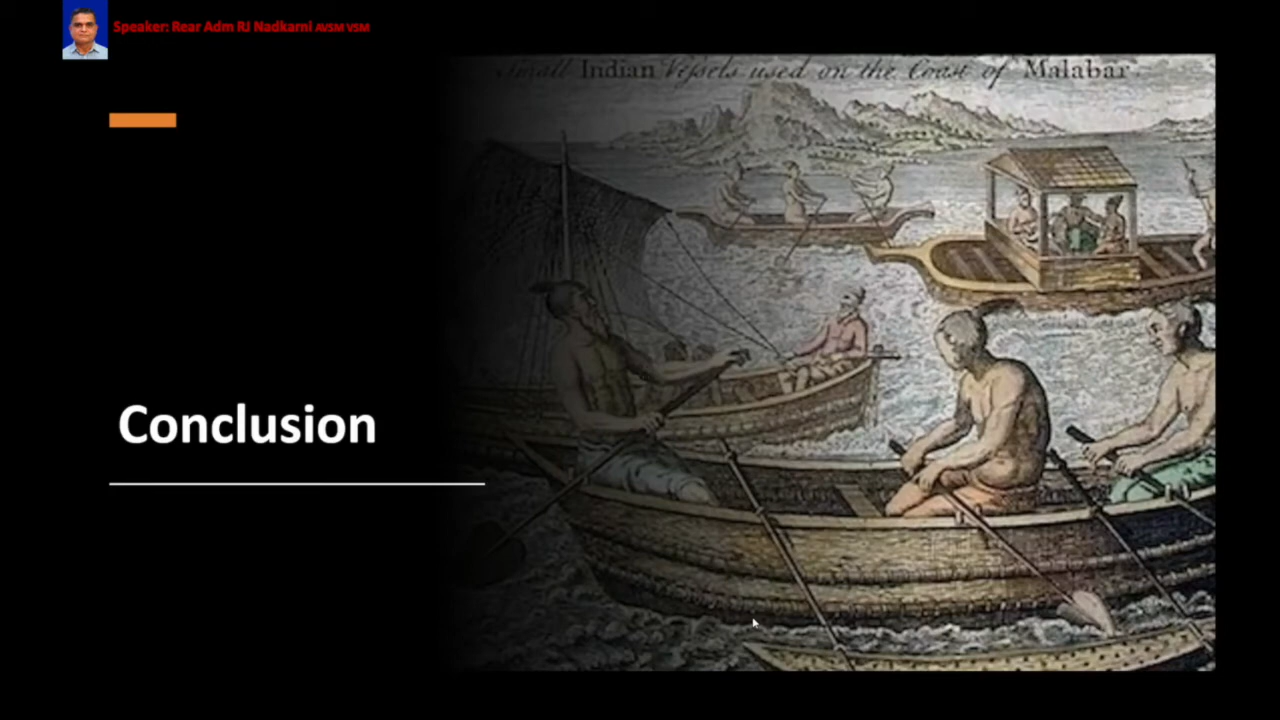 Speaker: Rear Adm RJ Nadkarni AVSM VSM
Small Indian Vessels used on the Coast of Malabar.
Conclusion